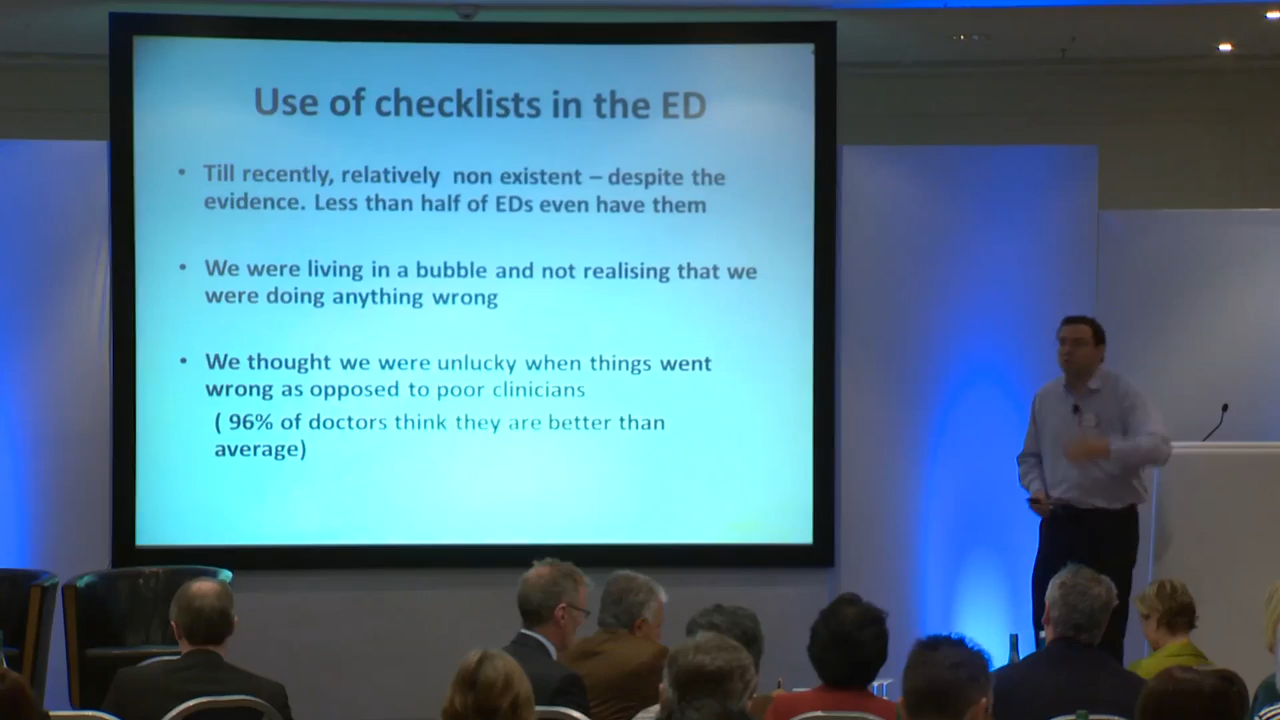 Use of checklists in the ED
• Till recently, relatively non existent – despite the
evidence. Less than half of EDs even have them
• We were living in a bubble and not realising that we
were doing anything wrong
• We thought we were unlucky when things went
wrong as opposed to poor clinicians
( 96% of doctors think they are better than
average)